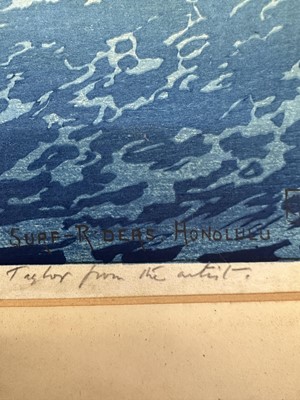 SURF RIDERS HONOLULU
Taylor from the artist.